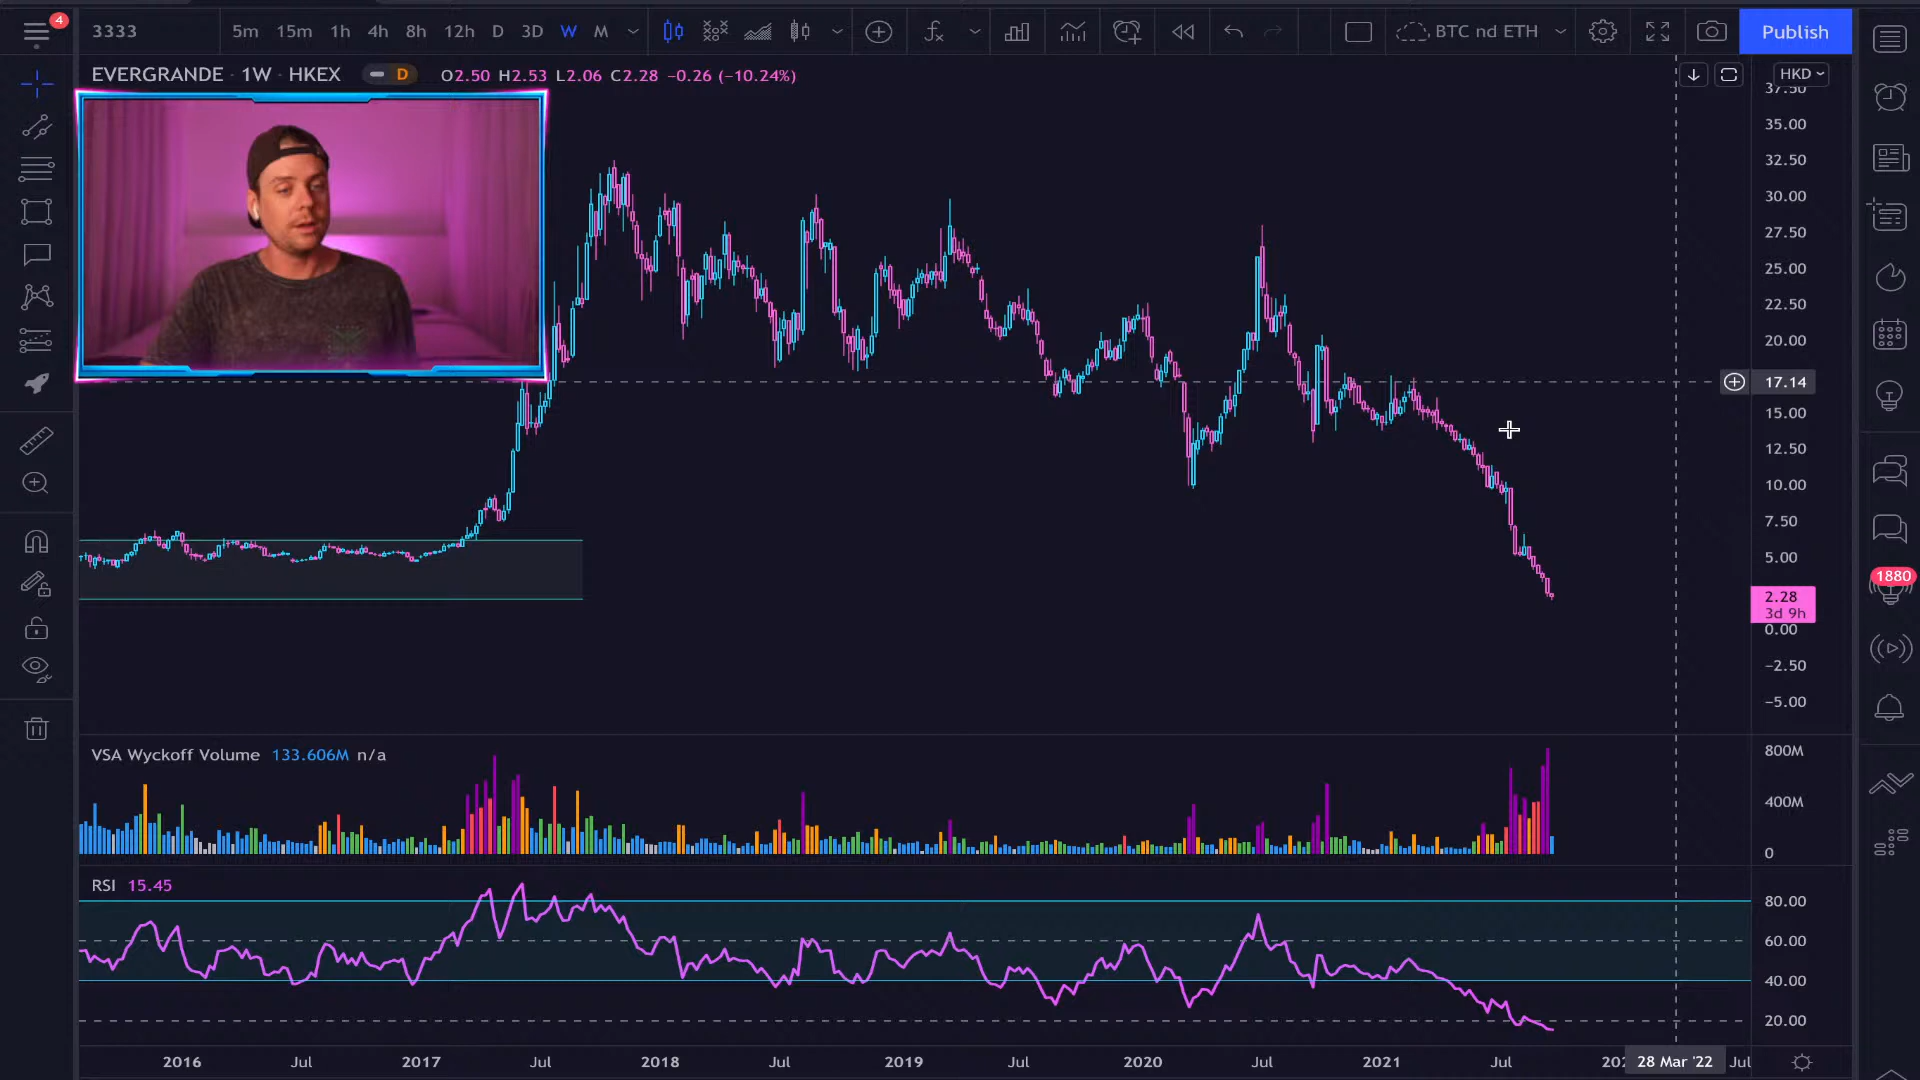 4
3333
5m 15m 1h 4h 8h 12h D 3D W M
BTC nd ETH
Publish
EVERGRANDE · 1W · HKEX
D
O2.50 H2.53 L2.06 C2.28 −0.26 (−10.24%)
HKD
37.50
35.00
32.50
30.00
27.50
25.00
22.50
20.00
17.14
15.00
12.50
10.00
7.50
5.00
2.28
3d 9h
0.00
−2.50
−5.00
1880
VSA Wyckoff Volume 133.606M n/a
800M
400M
0
RSI 15.45
80.00
60.00
40.00
20.00
2016 Jul 2017 Jul 2018 Jul 2019 Jul 2020 Jul 2021 Jul 202 28 Mar '22 Jul